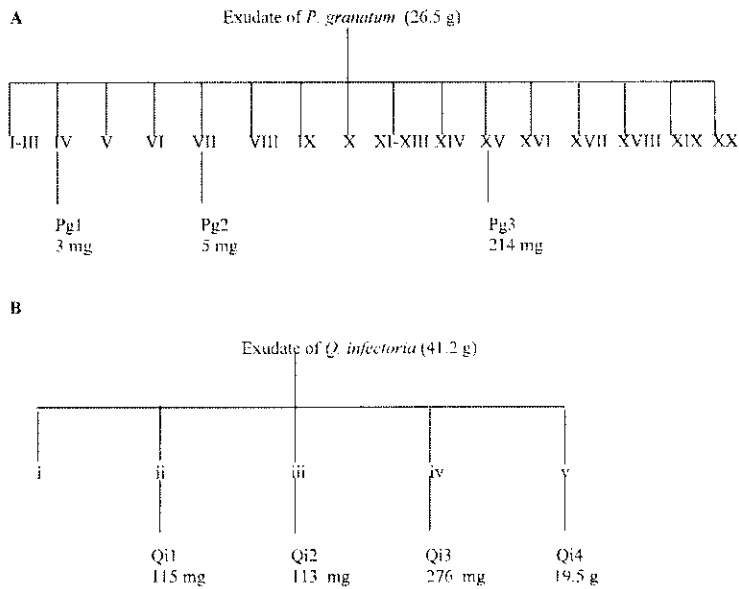 A
Exudate of P. granatum (26.5 g)
I-III IV V VI VII VIII IX X XI-XIII XIV XV XVI XVII XVIII XIX XX
Pg1 Pg2 Pg3
3 mg 5 mg 214 mg
B
Exudate of Q. infectoria (41.2 g)
i ii iii iv v
Qi1 Qi2 Qi3 Qi4
115 mg 113 mg 276 mg 19.5 g